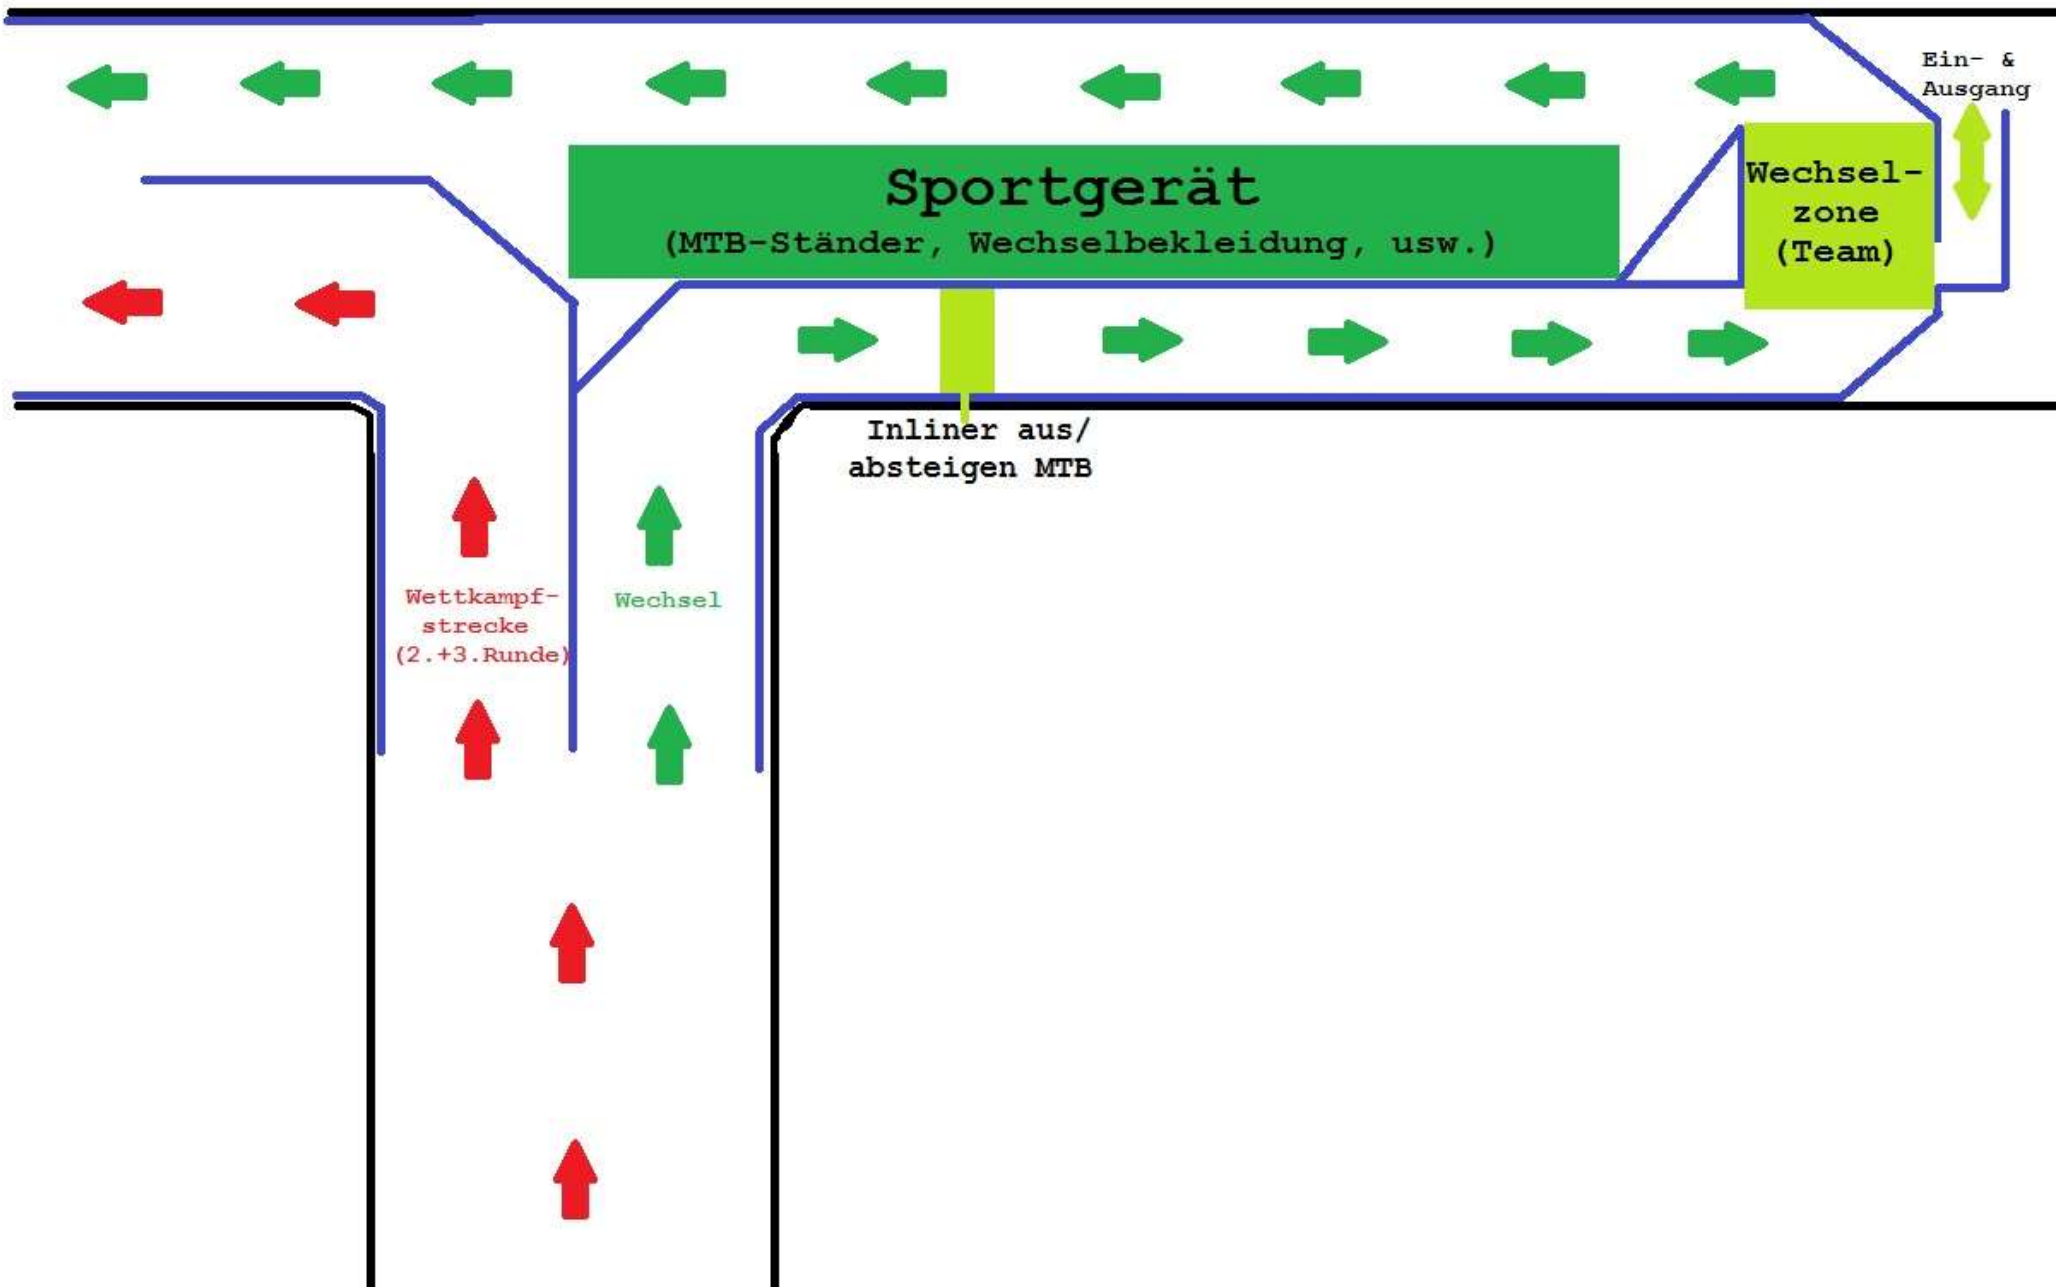 Ein- &
Ausgang
Sportgerät
(MTB-Ständer, Wechselbekleidung, usw.)
Wechsel-
zone
(Team)
Inliner aus/
absteigen MTB
Wettkampf-
strecke
(2.+3.Runde)
Wechsel